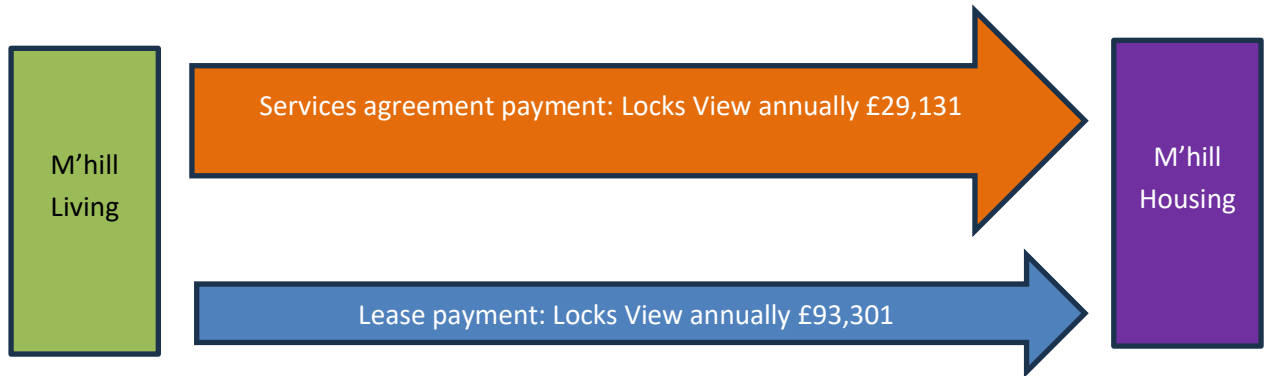 M’hill
Living
Services agreement payment: Locks View annually £29,131
Lease payment: Locks View annually £93,301
M’hill
Housing